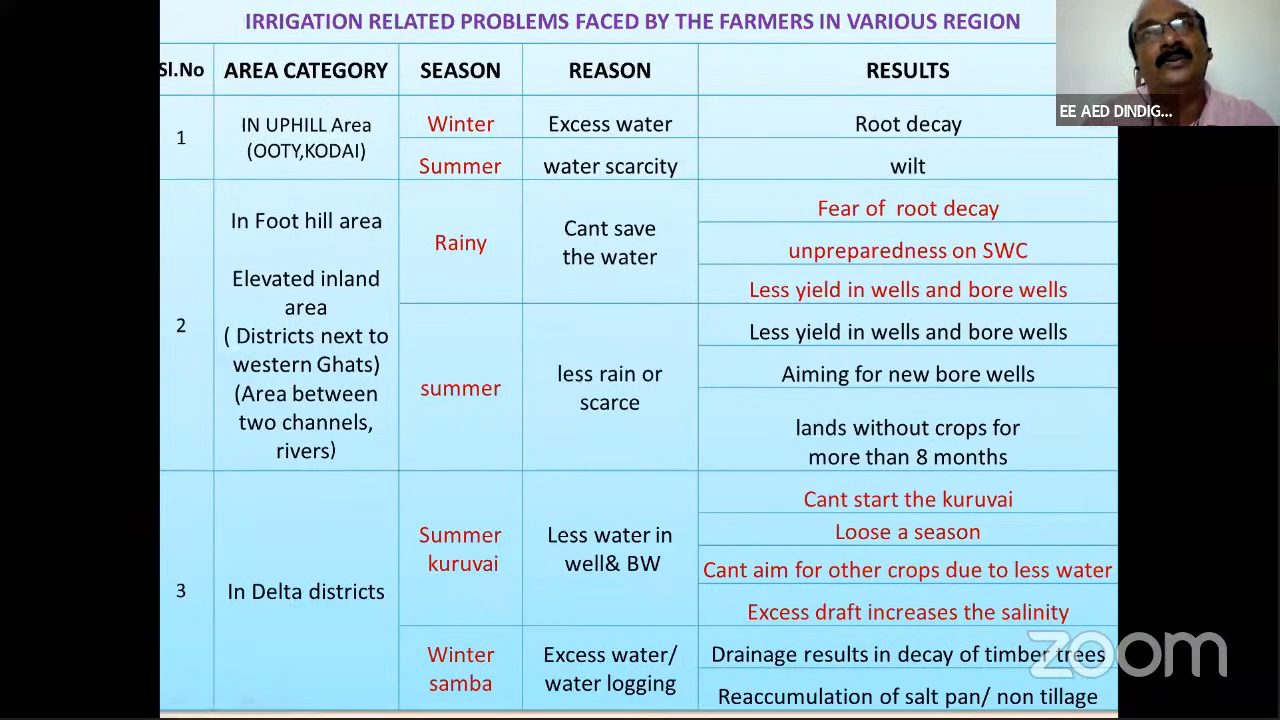 IRRIGATION RELATED PROBLEMS FACED BY THE FARMERS IN VARIOUS REGION
Sl.No AREA CATEGORY SEASON REASON RESULTS
EE AED DINDIG...
1
IN UPHILL Area
(OOTY,KODAI)
Winter
Excess water
Root decay
Summer
water scarcity
wilt
2
In Foot hill area
Elevated inland
area
( Districts next to
western Ghats)
(Area between
two channels,
rivers)
Rainy
Cant save
the water
Fear of root decay
unpreparedness on SWC
Less yield in wells and bore wells
summer
less rain or
scarce
Less yield in wells and bore wells
Aiming for new bore wells
lands without crops for
more than 8 months
3
In Delta districts
Summer
kuruvai
Less water in
well& BW
Cant start the kuruvai
Loose a season
Cant aim for other crops due to less water
Excess draft increases the salinity
Winter
samba
Excess water/
water logging
Drainage results in decay of timber trees
Reaccumulation of salt pan/ non tillage
zoom